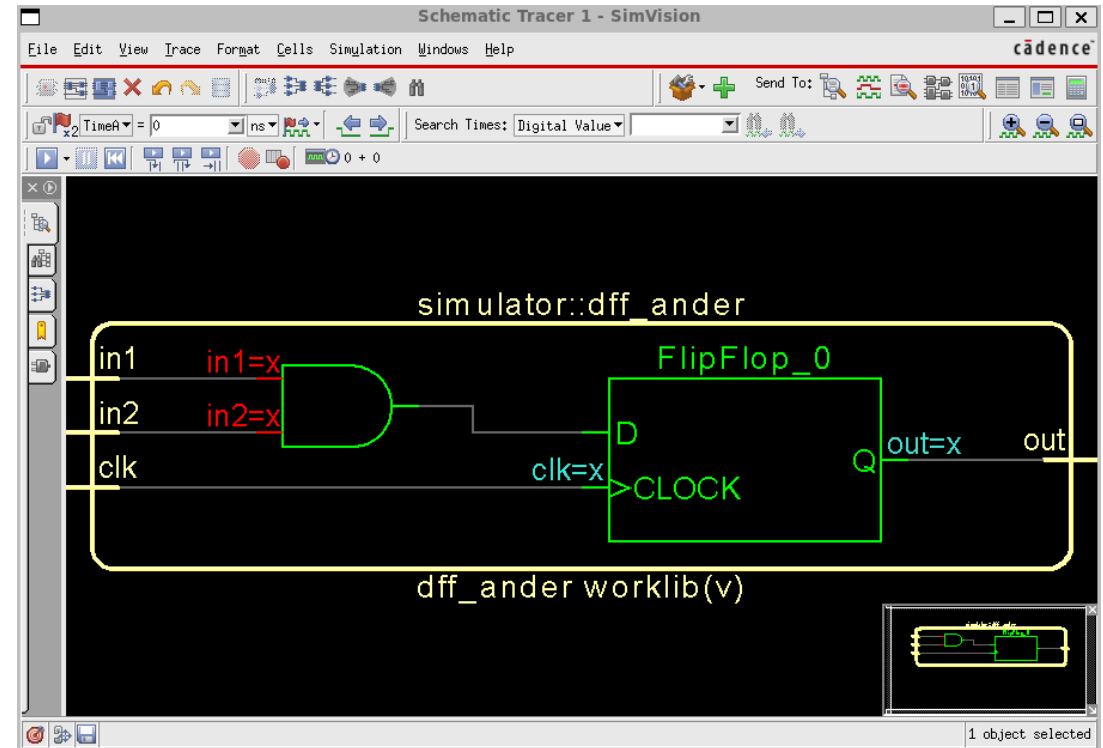 Schematic Tracer 1 - SimVision
File Edit View Trace Format Cells Simulation Windows Help
cādence
Send To:
x2 TimeA = 0 ns Search Times: Digital Value
0 + 0
simulator::dff_ander
in1 in1=x FlipFlop_0
in2 in2=x D out=x out
clk clk=x CLOCK Q
dff_ander worklib(v)
1 object selected